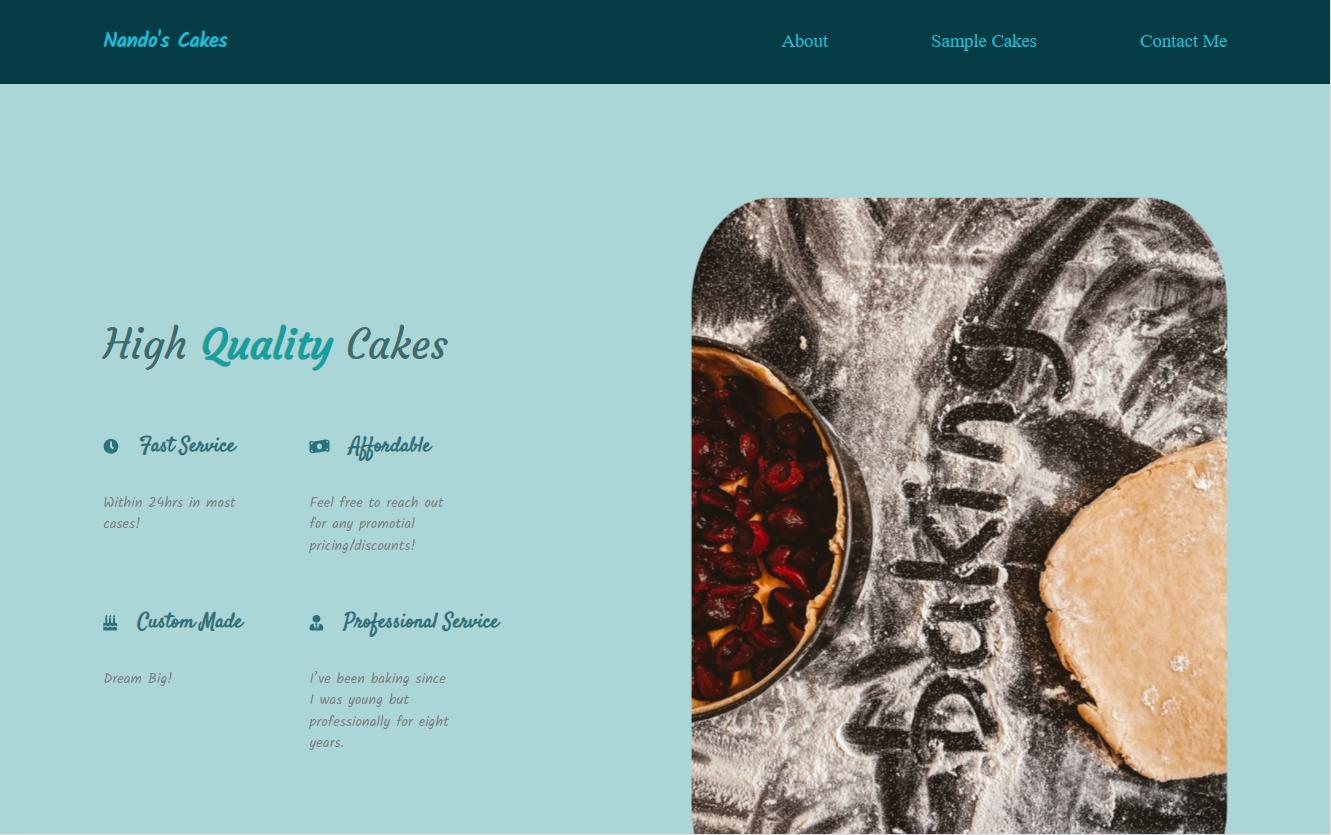 Nando's Cakes
About
Sample Cakes
Contact Me
High Quality Cakes
Fast Service
Within 24hrs in most
cases!
Affordable
Feel free to reach out
for any promotial
pricing/discounts!
Custom Made
Dream Big!
Professional Service
I've been baking since
I was young but
professionally for eight
years.
baking